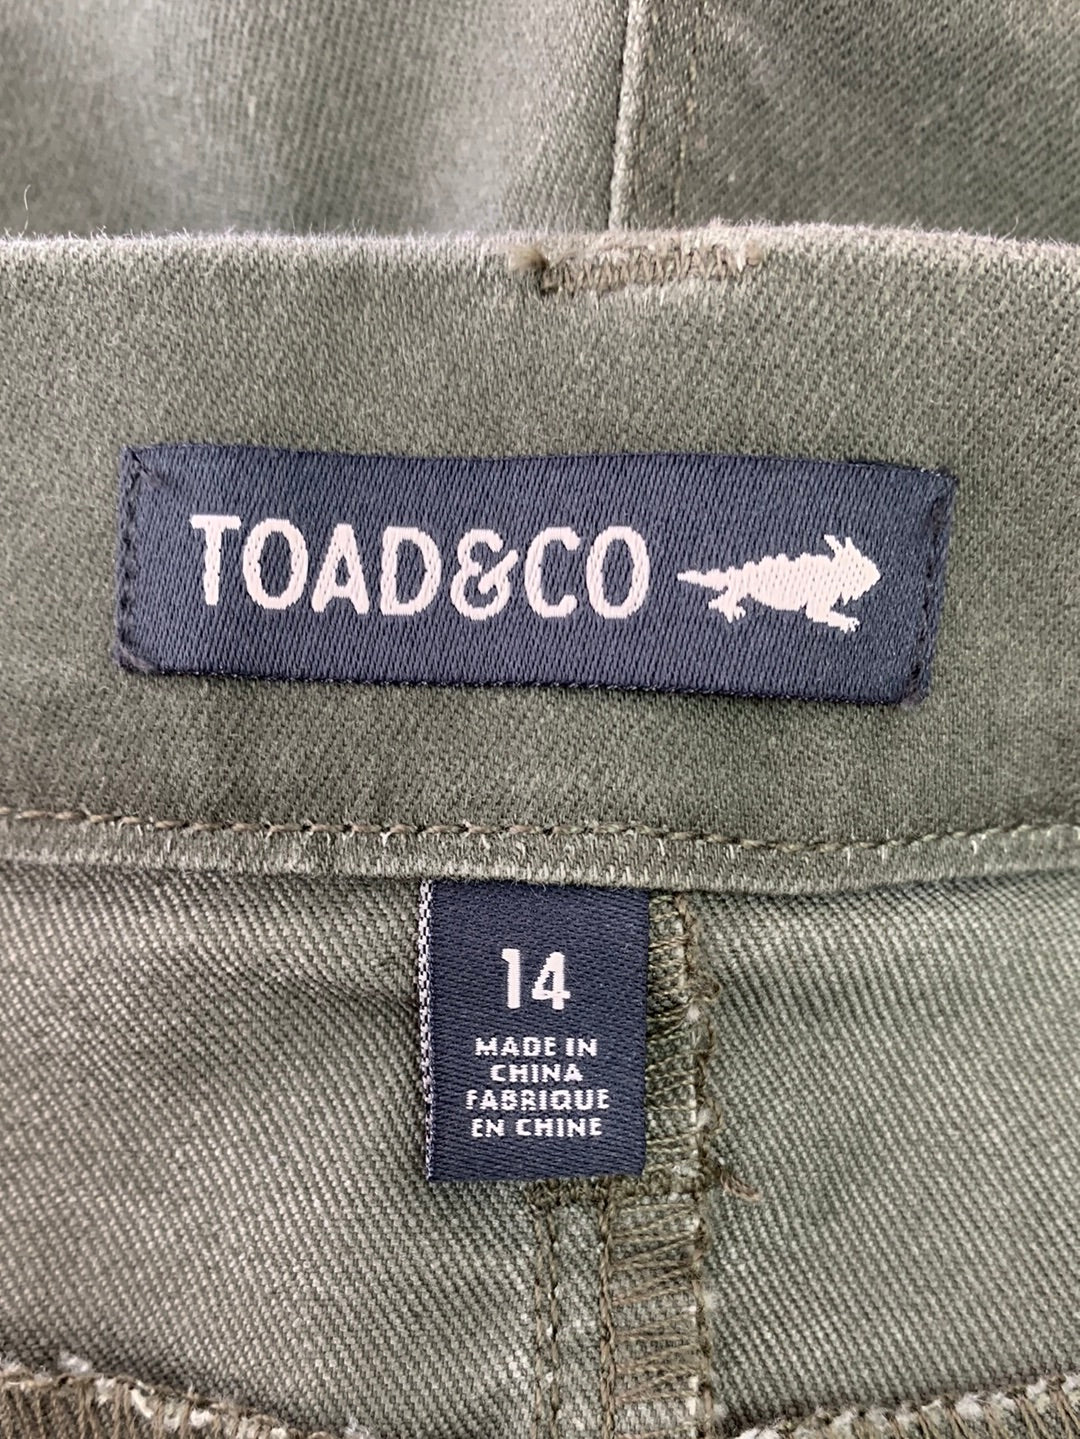 TOAD&CO
14
MADE IN
CHINA
FABRIQUE
EN CHINE